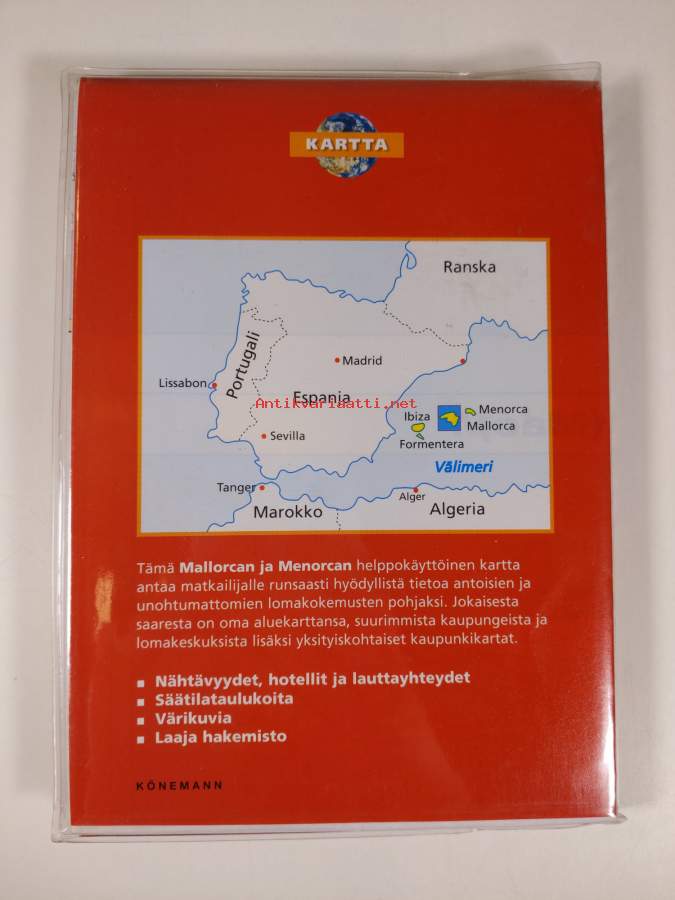 KARTTA
Ranska
Portugali
Madrid
Lissabon
Espanja
Antikvariaatti.net
Ibiza
Menorca
Mallorca
Sevilla
Formentera
Välimeri
Tanger
Alger
Marokko
Algeria
Tämä Mallorcan ja Menorcan helppokäyttöinen kartta
antaa matkailijalle runsaasti hyödyllistä tietoa antoisien ja
unohtumattomien lomakokemusten pohjaksi. Jokaisesta
saaresta on oma aluekarttansa, suurimmista kaupungeista ja
lomakeskuksista lisäksi yksityiskohtaiset kaupunkikartat.
▪ Nähtävyydet, hotellit ja lauttayhteydet
▪ Säätilataulukoita
▪ Värikuvia
▪ Laaja hakemisto
KÖNEMANN